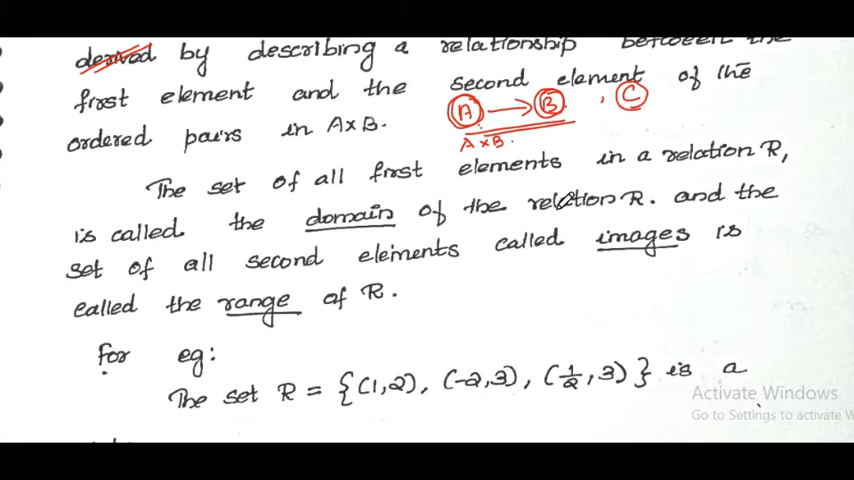 derived by describing a relationship between the
first element and the second element of the
A → B , C
ordered pairs in A×B.
A×B.
The set of all first elements in a relation R,
is called the domain of the relation R. and the
set of all second elements called images is
called the range of R.
For eg:
The set R = {(1,2), (-2,3), (1/2,3)} is a
Activate Windows
Go to Settings to activate W